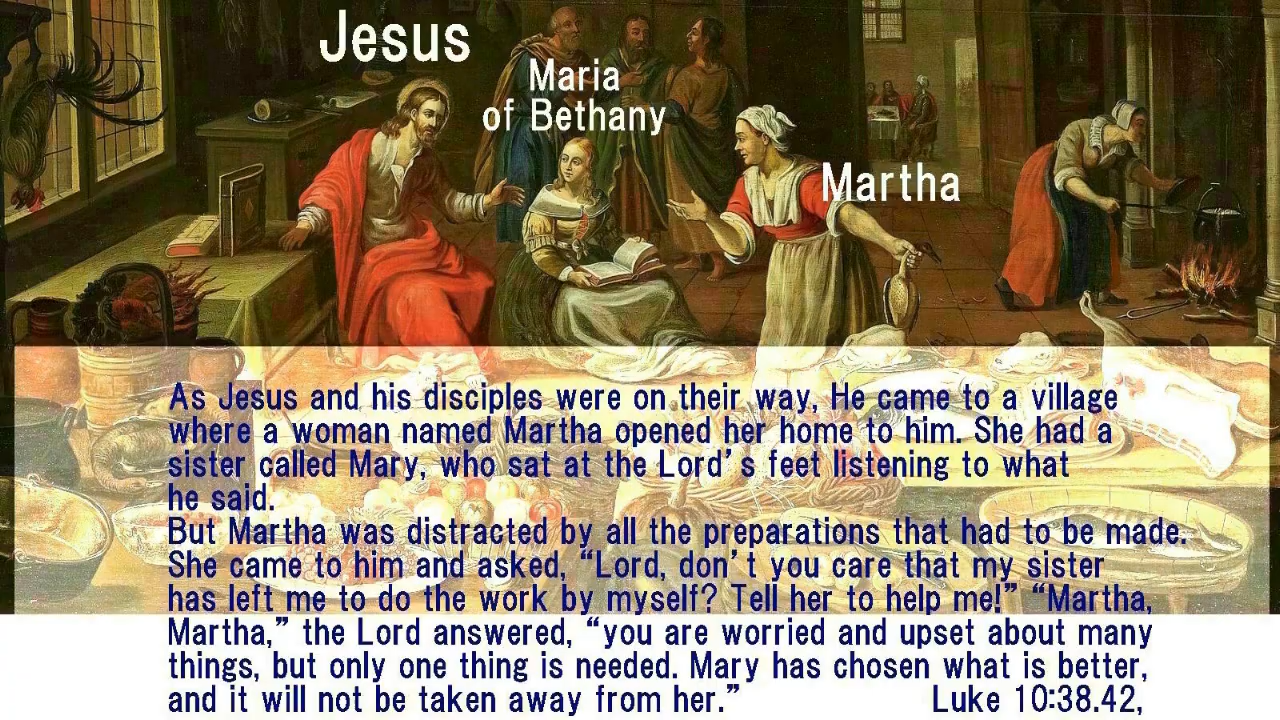 Jesus
Maria
of Bethany
Martha
As Jesus and his disciples were on their way, He came to a village
where a woman named Martha opened her home to him. She had a
sister called Mary, who sat at the Lord’s feet listening to what
he said.
But Martha was distracted by all the preparations that had to be made.
She came to him and asked, “Lord, don’t you care that my sister
has left me to do the work by myself? Tell her to help me!” “Martha,
Martha,” the Lord answered, “you are worried and upset about many
things, but only one thing is needed. Mary has chosen what is better,
and it will not be taken away from her.” Luke 10:38.42,